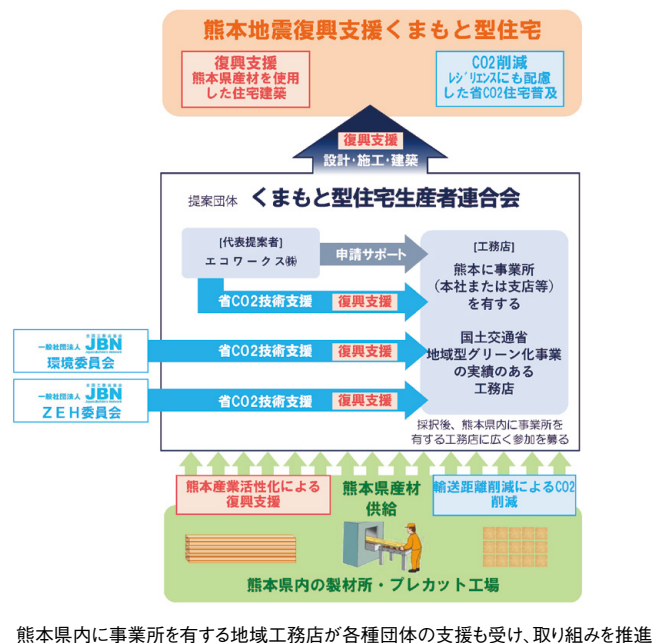 熊本地震復興支援くまもと型住宅
復興支援
熊本県産材を使用
した住宅建築
CO2削減
ﾚｼﾞﾘｴﾝｽにも配慮
した省CO2住宅普及
復興支援
設計・施工・建築
提案団体 くまもと型住宅生産者連合会
[代表提案者]
エコワークス㈱
申請サポート
[工務店]
熊本に事業所
(本社または支店等)
を有する
国土交通省
地域型グリーン化事業
の実績のある
工務店
省CO2技術支援 復興支援
一般社団法人 JBN
環境委員会
省CO2技術支援 復興支援
一般社団法人 JBN
ＺＥＨ委員会
省CO2技術支援 復興支援
採択後、熊本県内に事業所を
有する工務店に広く参加を募る
熊本産業活性化による
復興支援
熊本県産材
供給
輸送距離削減によるCO2
削減
熊本県内の製材所・プレカット工場
熊本県内に事業所を有する地域工務店が各種団体の支援も受け、取り組みを推進